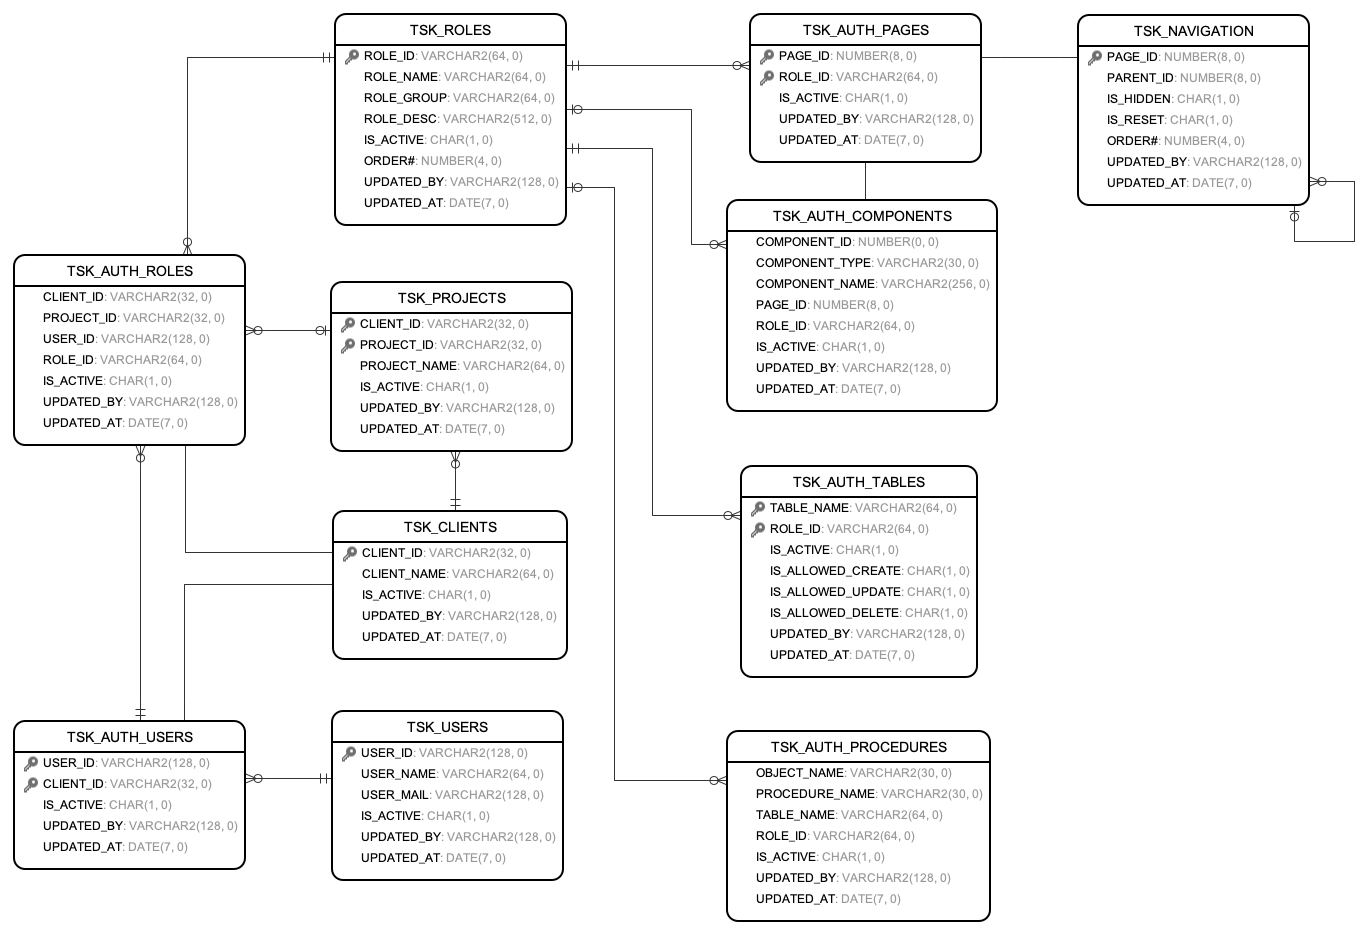 TSK_ROLES
ROLE_ID: VARCHAR2(64, 0)
ROLE_NAME: VARCHAR2(64, 0)
ROLE_GROUP: VARCHAR2(64, 0)
ROLE_DESC: VARCHAR2(512, 0)
IS_ACTIVE: CHAR(1, 0)
ORDER#: NUMBER(4, 0)
UPDATED_BY: VARCHAR2(128, 0)
UPDATED_AT: DATE(7, 0)
TSK_AUTH_PAGES
PAGE_ID: NUMBER(8, 0)
ROLE_ID: VARCHAR2(64, 0)
IS_ACTIVE: CHAR(1, 0)
UPDATED_BY: VARCHAR2(128, 0)
UPDATED_AT: DATE(7, 0)
TSK_NAVIGATION
PAGE_ID: NUMBER(8, 0)
PARENT_ID: NUMBER(8, 0)
IS_HIDDEN: CHAR(1, 0)
IS_RESET: CHAR(1, 0)
ORDER#: NUMBER(4, 0)
UPDATED_BY: VARCHAR2(128, 0)
UPDATED_AT: DATE(7, 0)
TSK_AUTH_COMPONENTS
COMPONENT_ID: NUMBER(0, 0)
COMPONENT_TYPE: VARCHAR2(30, 0)
COMPONENT_NAME: VARCHAR2(256, 0)
PAGE_ID: NUMBER(8, 0)
ROLE_ID: VARCHAR2(64, 0)
IS_ACTIVE: CHAR(1, 0)
UPDATED_BY: VARCHAR2(128, 0)
UPDATED_AT: DATE(7, 0)
TSK_AUTH_ROLES
CLIENT_ID: VARCHAR2(32, 0)
PROJECT_ID: VARCHAR2(32, 0)
USER_ID: VARCHAR2(128, 0)
ROLE_ID: VARCHAR2(64, 0)
IS_ACTIVE: CHAR(1, 0)
UPDATED_BY: VARCHAR2(128, 0)
UPDATED_AT: DATE(7, 0)
TSK_PROJECTS
CLIENT_ID: VARCHAR2(32, 0)
PROJECT_ID: VARCHAR2(32, 0)
PROJECT_NAME: VARCHAR2(64, 0)
IS_ACTIVE: CHAR(1, 0)
UPDATED_BY: VARCHAR2(128, 0)
UPDATED_AT: DATE(7, 0)
TSK_CLIENTS
CLIENT_ID: VARCHAR2(32, 0)
CLIENT_NAME: VARCHAR2(64, 0)
IS_ACTIVE: CHAR(1, 0)
UPDATED_BY: VARCHAR2(128, 0)
UPDATED_AT: DATE(7, 0)
TSK_AUTH_TABLES
TABLE_NAME: VARCHAR2(64, 0)
ROLE_ID: VARCHAR2(64, 0)
IS_ACTIVE: CHAR(1, 0)
IS_ALLOWED_CREATE: CHAR(1, 0)
IS_ALLOWED_UPDATE: CHAR(1, 0)
IS_ALLOWED_DELETE: CHAR(1, 0)
UPDATED_BY: VARCHAR2(128, 0)
UPDATED_AT: DATE(7, 0)
TSK_AUTH_USERS
USER_ID: VARCHAR2(128, 0)
CLIENT_ID: VARCHAR2(32, 0)
IS_ACTIVE: CHAR(1, 0)
UPDATED_BY: VARCHAR2(128, 0)
UPDATED_AT: DATE(7, 0)
TSK_USERS
USER_ID: VARCHAR2(128, 0)
USER_NAME: VARCHAR2(64, 0)
USER_MAIL: VARCHAR2(128, 0)
IS_ACTIVE: CHAR(1, 0)
UPDATED_BY: VARCHAR2(128, 0)
UPDATED_AT: DATE(7, 0)
TSK_AUTH_PROCEDURES
OBJECT_NAME: VARCHAR2(30, 0)
PROCEDURE_NAME: VARCHAR2(30, 0)
TABLE_NAME: VARCHAR2(64, 0)
ROLE_ID: VARCHAR2(64, 0)
IS_ACTIVE: CHAR(1, 0)
UPDATED_BY: VARCHAR2(128, 0)
UPDATED_AT: DATE(7, 0)